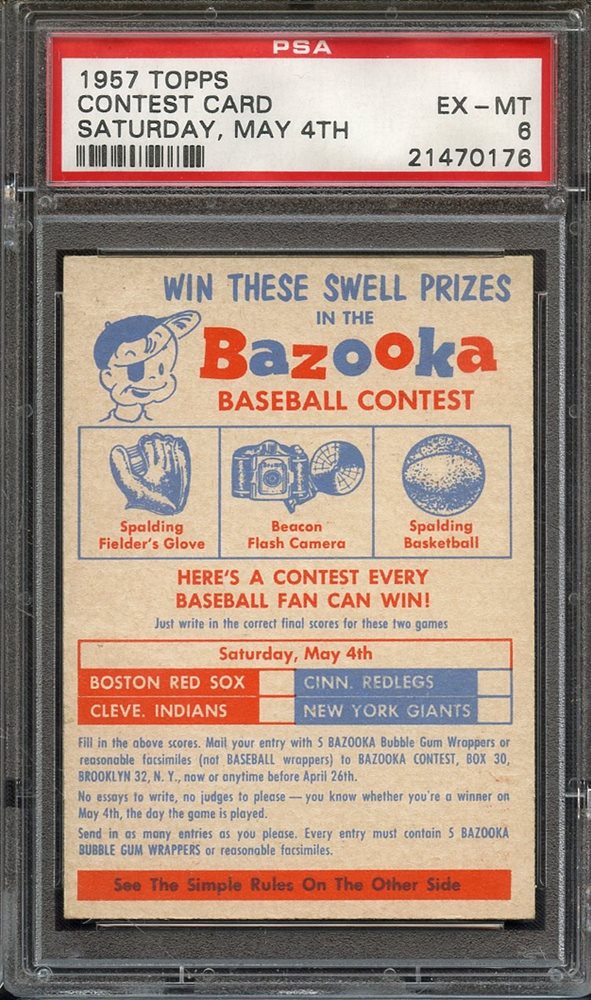 PSA
1957 TOPPS
CONTEST CARD EX - MT
SATURDAY, MAY 4TH 6
21470176
WIN THESE SWELL PRIZES
IN THE
Bazooka
BASEBALL CONTEST
Spalding
Fielder's Glove
Beacon
Flash Camera
Spalding
Basketball
HERE'S A CONTEST EVERY
BASEBALL FAN CAN WIN!
Just write in the correct final scores for these two games
Saturday, May 4th
BOSTON RED SOX CINN. REDLEGS
CLEVE. INDIANS NEW YORK GIANTS
Fill in the above scores. Mail your entry with 5 BAZOOKA Bubble Gum Wrappers or
reasonable facsimiles (not BASEBALL wrappers) to BAZOOKA CONTEST, BOX 30,
BROOKLYN 32, N. Y., now or anytime before April 26th.
No essays to write, no judges to please — you know whether you're a winner on
May 4th, the day the game is played.
Send in as many entries as you please. Every entry must contain 5 BAZOOKA
BUBBLE GUM WRAPPERS or reasonable facsimiles.
See The Simple Rules On The Other Side